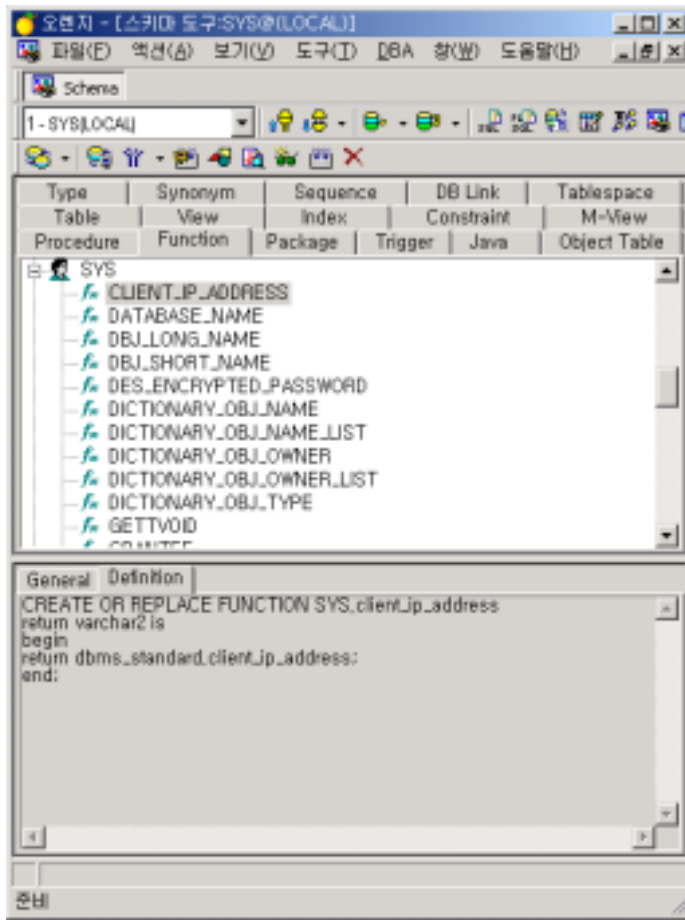 오렌지 - [스키마 도구:SYS@(LOCAL)]
파일(F) 액션(A) 보기(V) 도구(T) DBA 창(W) 도움말(H)
Schema
1 - SYS(LOCAL)
Type Synonym Sequence DB Link Tablespace
Table View Index Constraint M-View
Procedure Function Package Trigger Java Object Table
SYS
CLIENT_IP_ADDRESS
DATABASE_NAME
DBJ_LONG_NAME
DBJ_SHORT_NAME
DES_ENCRYPTED_PASSWORD
DICTIONARY_OBJ_NAME
DICTIONARY_OBJ_NAME_LIST
DICTIONARY_OBJ_OWNER
DICTIONARY_OBJ_OWNER_LIST
DICTIONARY_OBJ_TYPE
GETTVOID
General Definition
CREATE OR REPLACE FUNCTION SYS.client_ip_address
return varchar2 is
begin
return dbms_standard.client_ip_address;
end;
준비